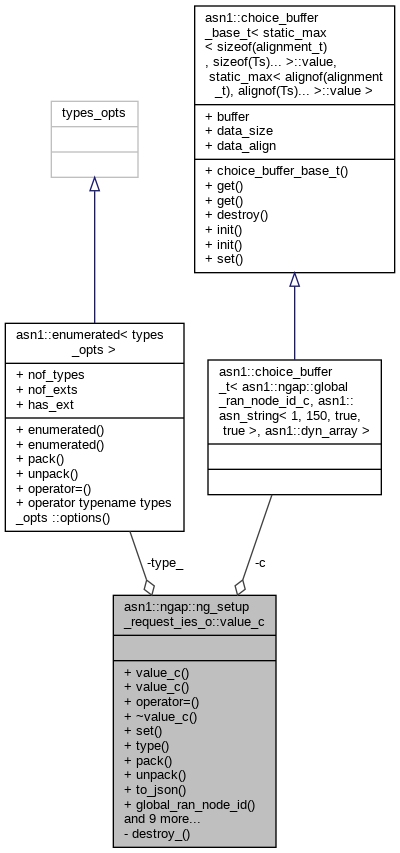 asn1::choice_buffer
_base_t< static_max
< sizeof(alignment_t)
, sizeof(Ts)... >::value,
static_max< alignof(alignment
_t), alignof(Ts)... >::value >
+ buffer
+ data_size
+ data_align
+ choice_buffer_base_t()
+ get()
+ get()
+ destroy()
+ init()
+ init()
+ set()
types_opts
asn1::enumerated< types
_opts >
+ nof_types
+ nof_exts
+ has_ext
+ enumerated()
+ enumerated()
+ pack()
+ unpack()
+ operator=()
+ operator typename types
_opts ::options()
asn1::choice_buffer
_t< asn1::ngap::global
_ran_node_id_c, asn1::
asn_string< 1, 150, true,
true >, asn1::dyn_array >
-type_
-c
asn1::ngap::ng_setup
_request_ies_o::value_c
+ value_c()
+ value_c()
+ operator=()
+ ~value_c()
+ set()
+ type()
+ pack()
+ unpack()
+ to_json()
+ global_ran_node_id()
and 9 more...
- destroy_()